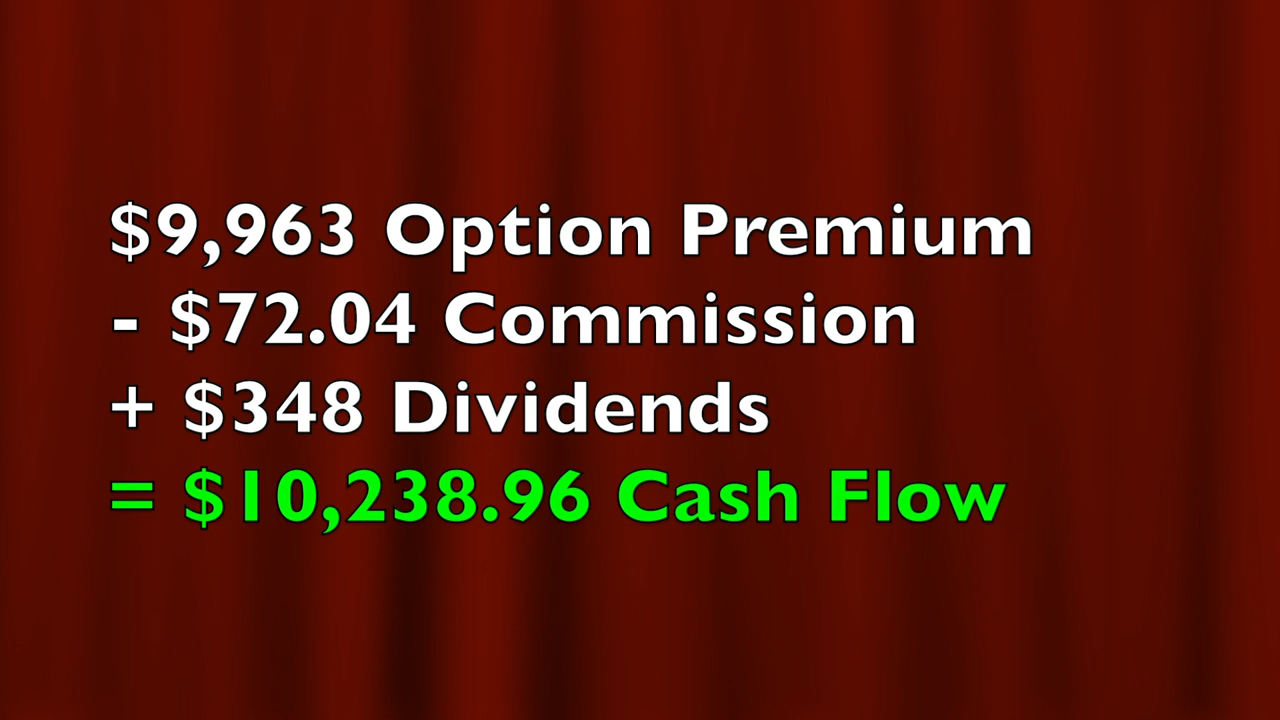 $9,963 Option Premium
- $72.04 Commission
+ $348 Dividends
= $10,238.96 Cash Flow